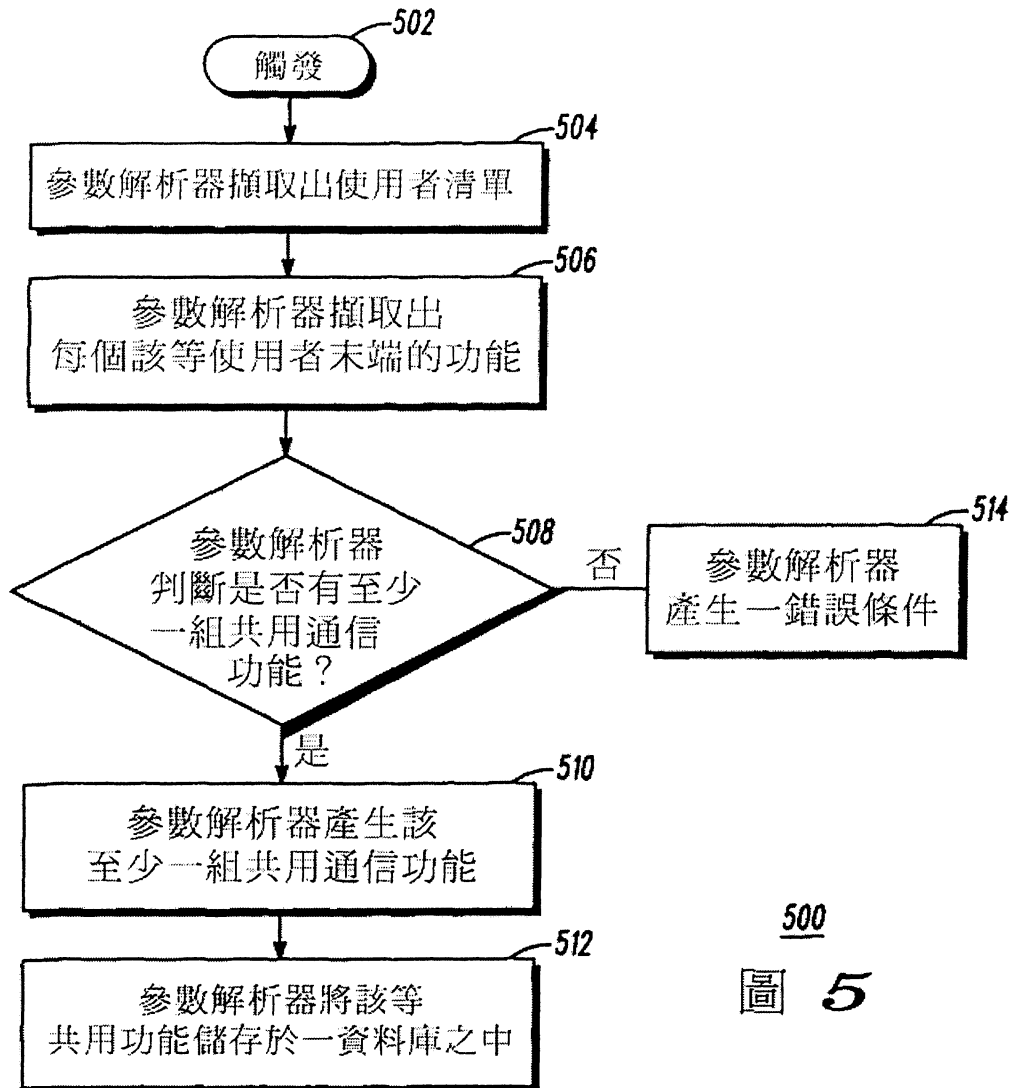 502
觸發
504
參數解析器擷取出使用者清單
506
參數解析器擷取出
每個該等使用者末端的功能
508
參數解析器
判斷是否有至少
一組共用通信
功能？
否
514
參數解析器
產生一錯誤條件
是
510
參數解析器產生該
至少一組共用通信功能
512
參數解析器將該等
共用功能儲存於一資料庫之中
500
圖 5